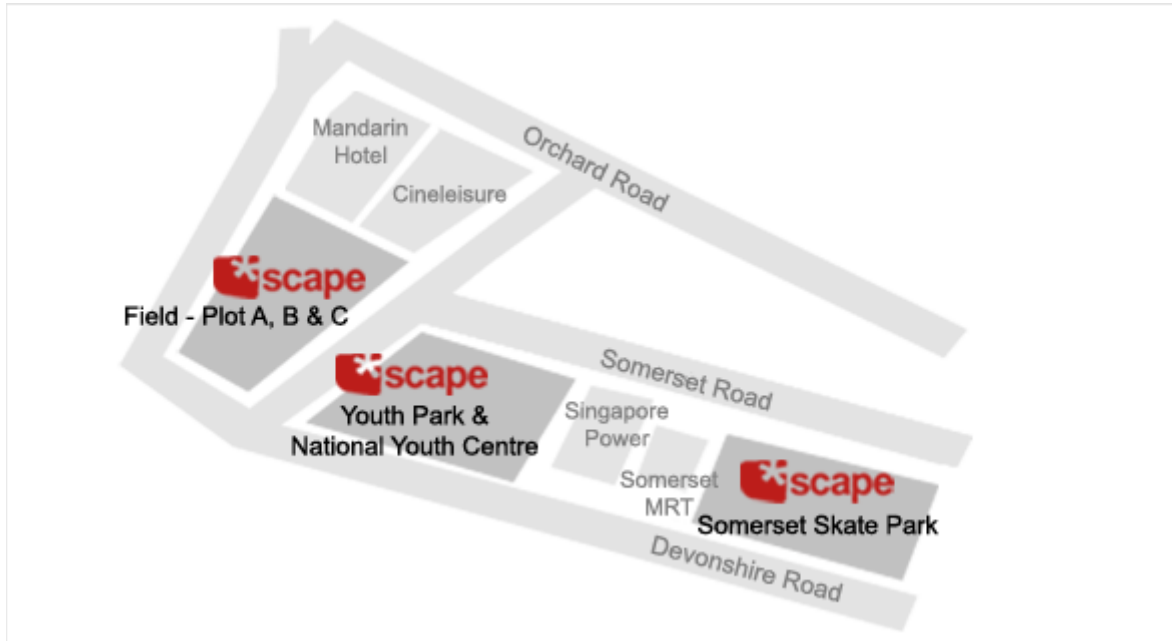 Mandarin
Hotel
Cineleisure
Orchard Road
*scape
Field - Plot A, B & C
*scape
Youth Park &
National Youth Centre
Somerset Road
Singapore
Power
Somerset
MRT
*scape
Somerset Skate Park
Devonshire Road